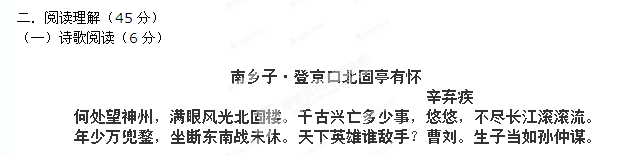 二．阅读理解（45 分）
（一）诗歌阅读（6 分）
南乡子·登京口北固亭有怀
辛弃疾
何处望神州，满眼风光北固楼。千古兴亡多少事，悠悠，不尽长江滚滚流。
年少万兜鍪，坐断东南战未休。天下英雄谁敌手？曹刘。生子当如孙仲谋。